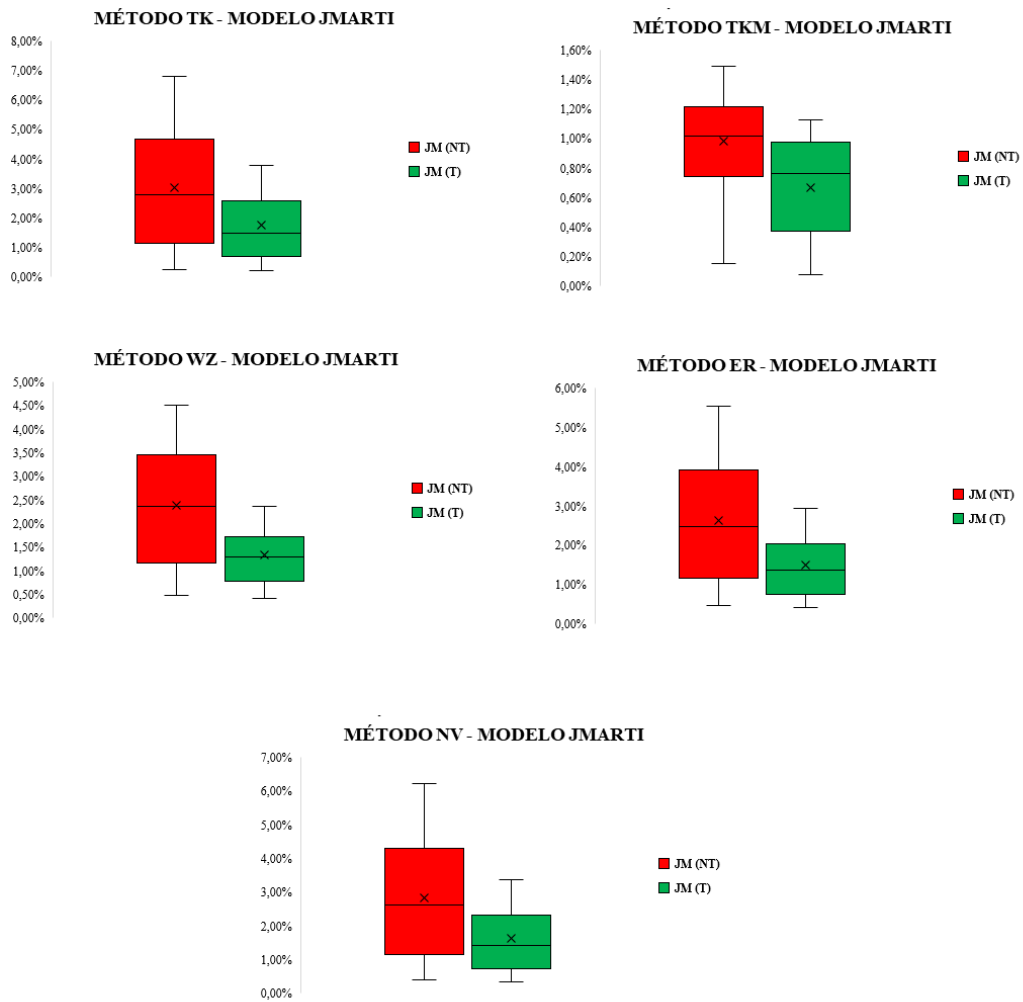 MÉTODO TK - MODELO JMARTI
8,00%
7,00%
6,00%
5,00%
4,00%
3,00%
2,00%
1,00%
0,00%
JM (NT)
JM (T)
MÉTODO TKM - MODELO JMARTI
1,60%
1,40%
1,20%
1,00%
0,80%
0,60%
0,40%
0,20%
0,00%
JM (NT)
JM (T)
MÉTODO WZ - MODELO JMARTI
5,00%
4,50%
4,00%
3,50%
3,00%
2,50%
2,00%
1,50%
1,00%
0,50%
0,00%
JM (NT)
JM (T)
MÉTODO ER - MODELO JMARTI
6,00%
5,00%
4,00%
3,00%
2,00%
1,00%
0,00%
JM (NT)
JM (T)
MÉTODO NV - MODELO JMARTI
7,00%
6,00%
5,00%
4,00%
3,00%
2,00%
1,00%
0,00%
JM (NT)
JM (T)